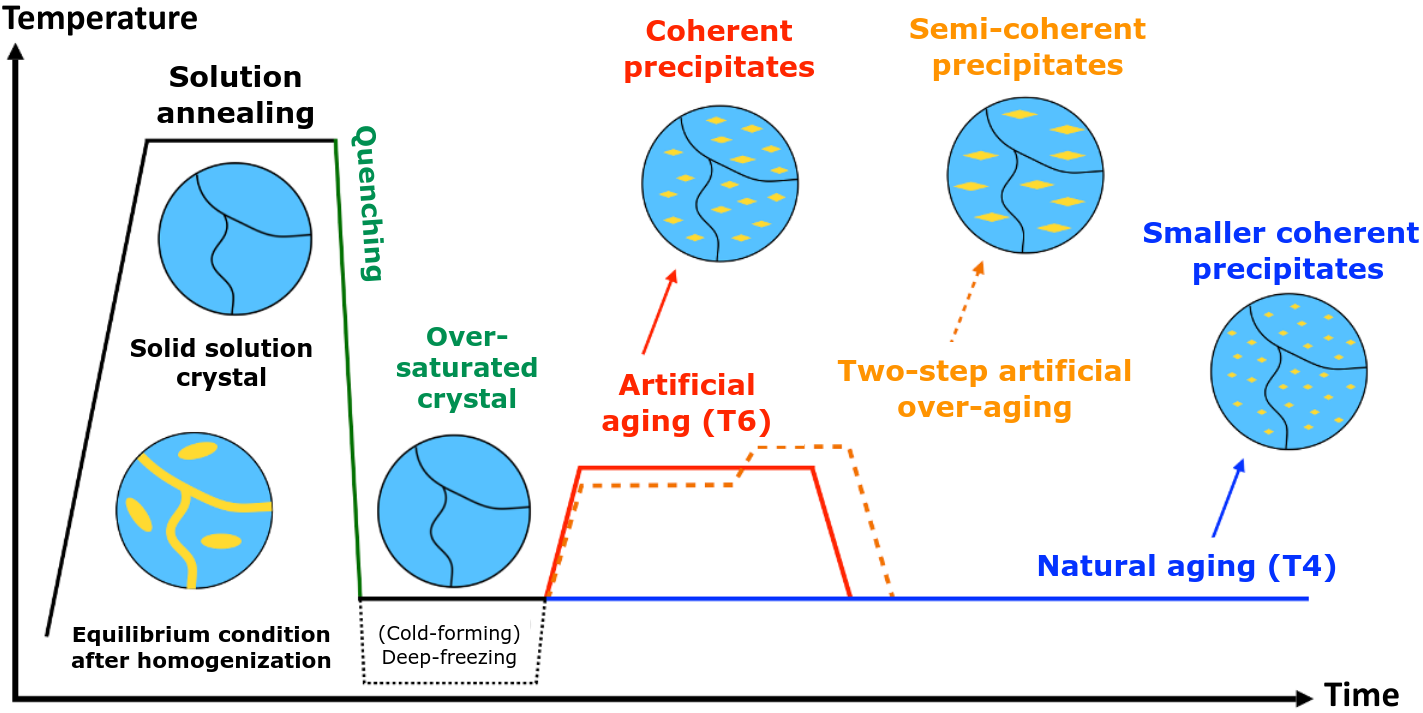 Temperature
Solution
annealing
Quenching
Solid solution
crystal
Equilibrium condition
after homogenization
Over-
saturated
crystal
(Cold-forming)
Deep-freezing
Coherent
precipitates
Artificial
aging (T6)
Semi-coherent
precipitates
Two-step artificial
over-aging
Smaller coherent
precipitates
Natural aging (T4)
Time